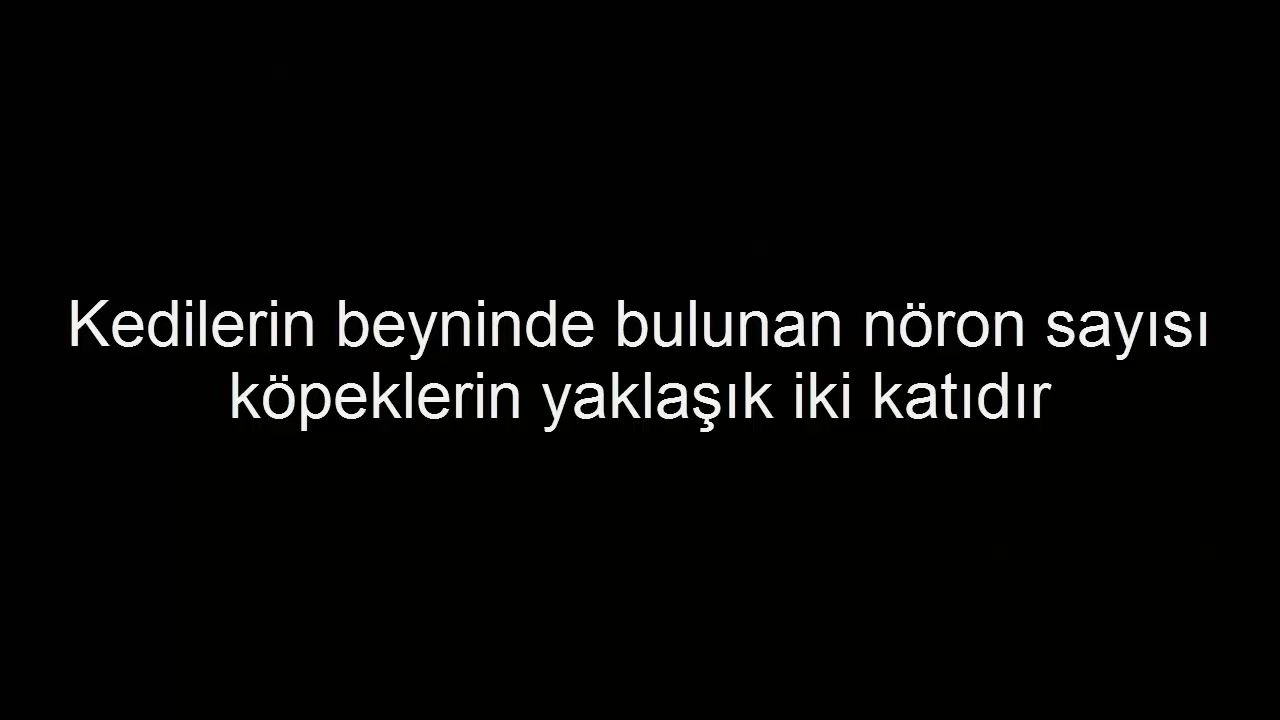 Kedilerin beyninde bulunan nöron sayısı
köpeklerin yaklaşık iki katıdır